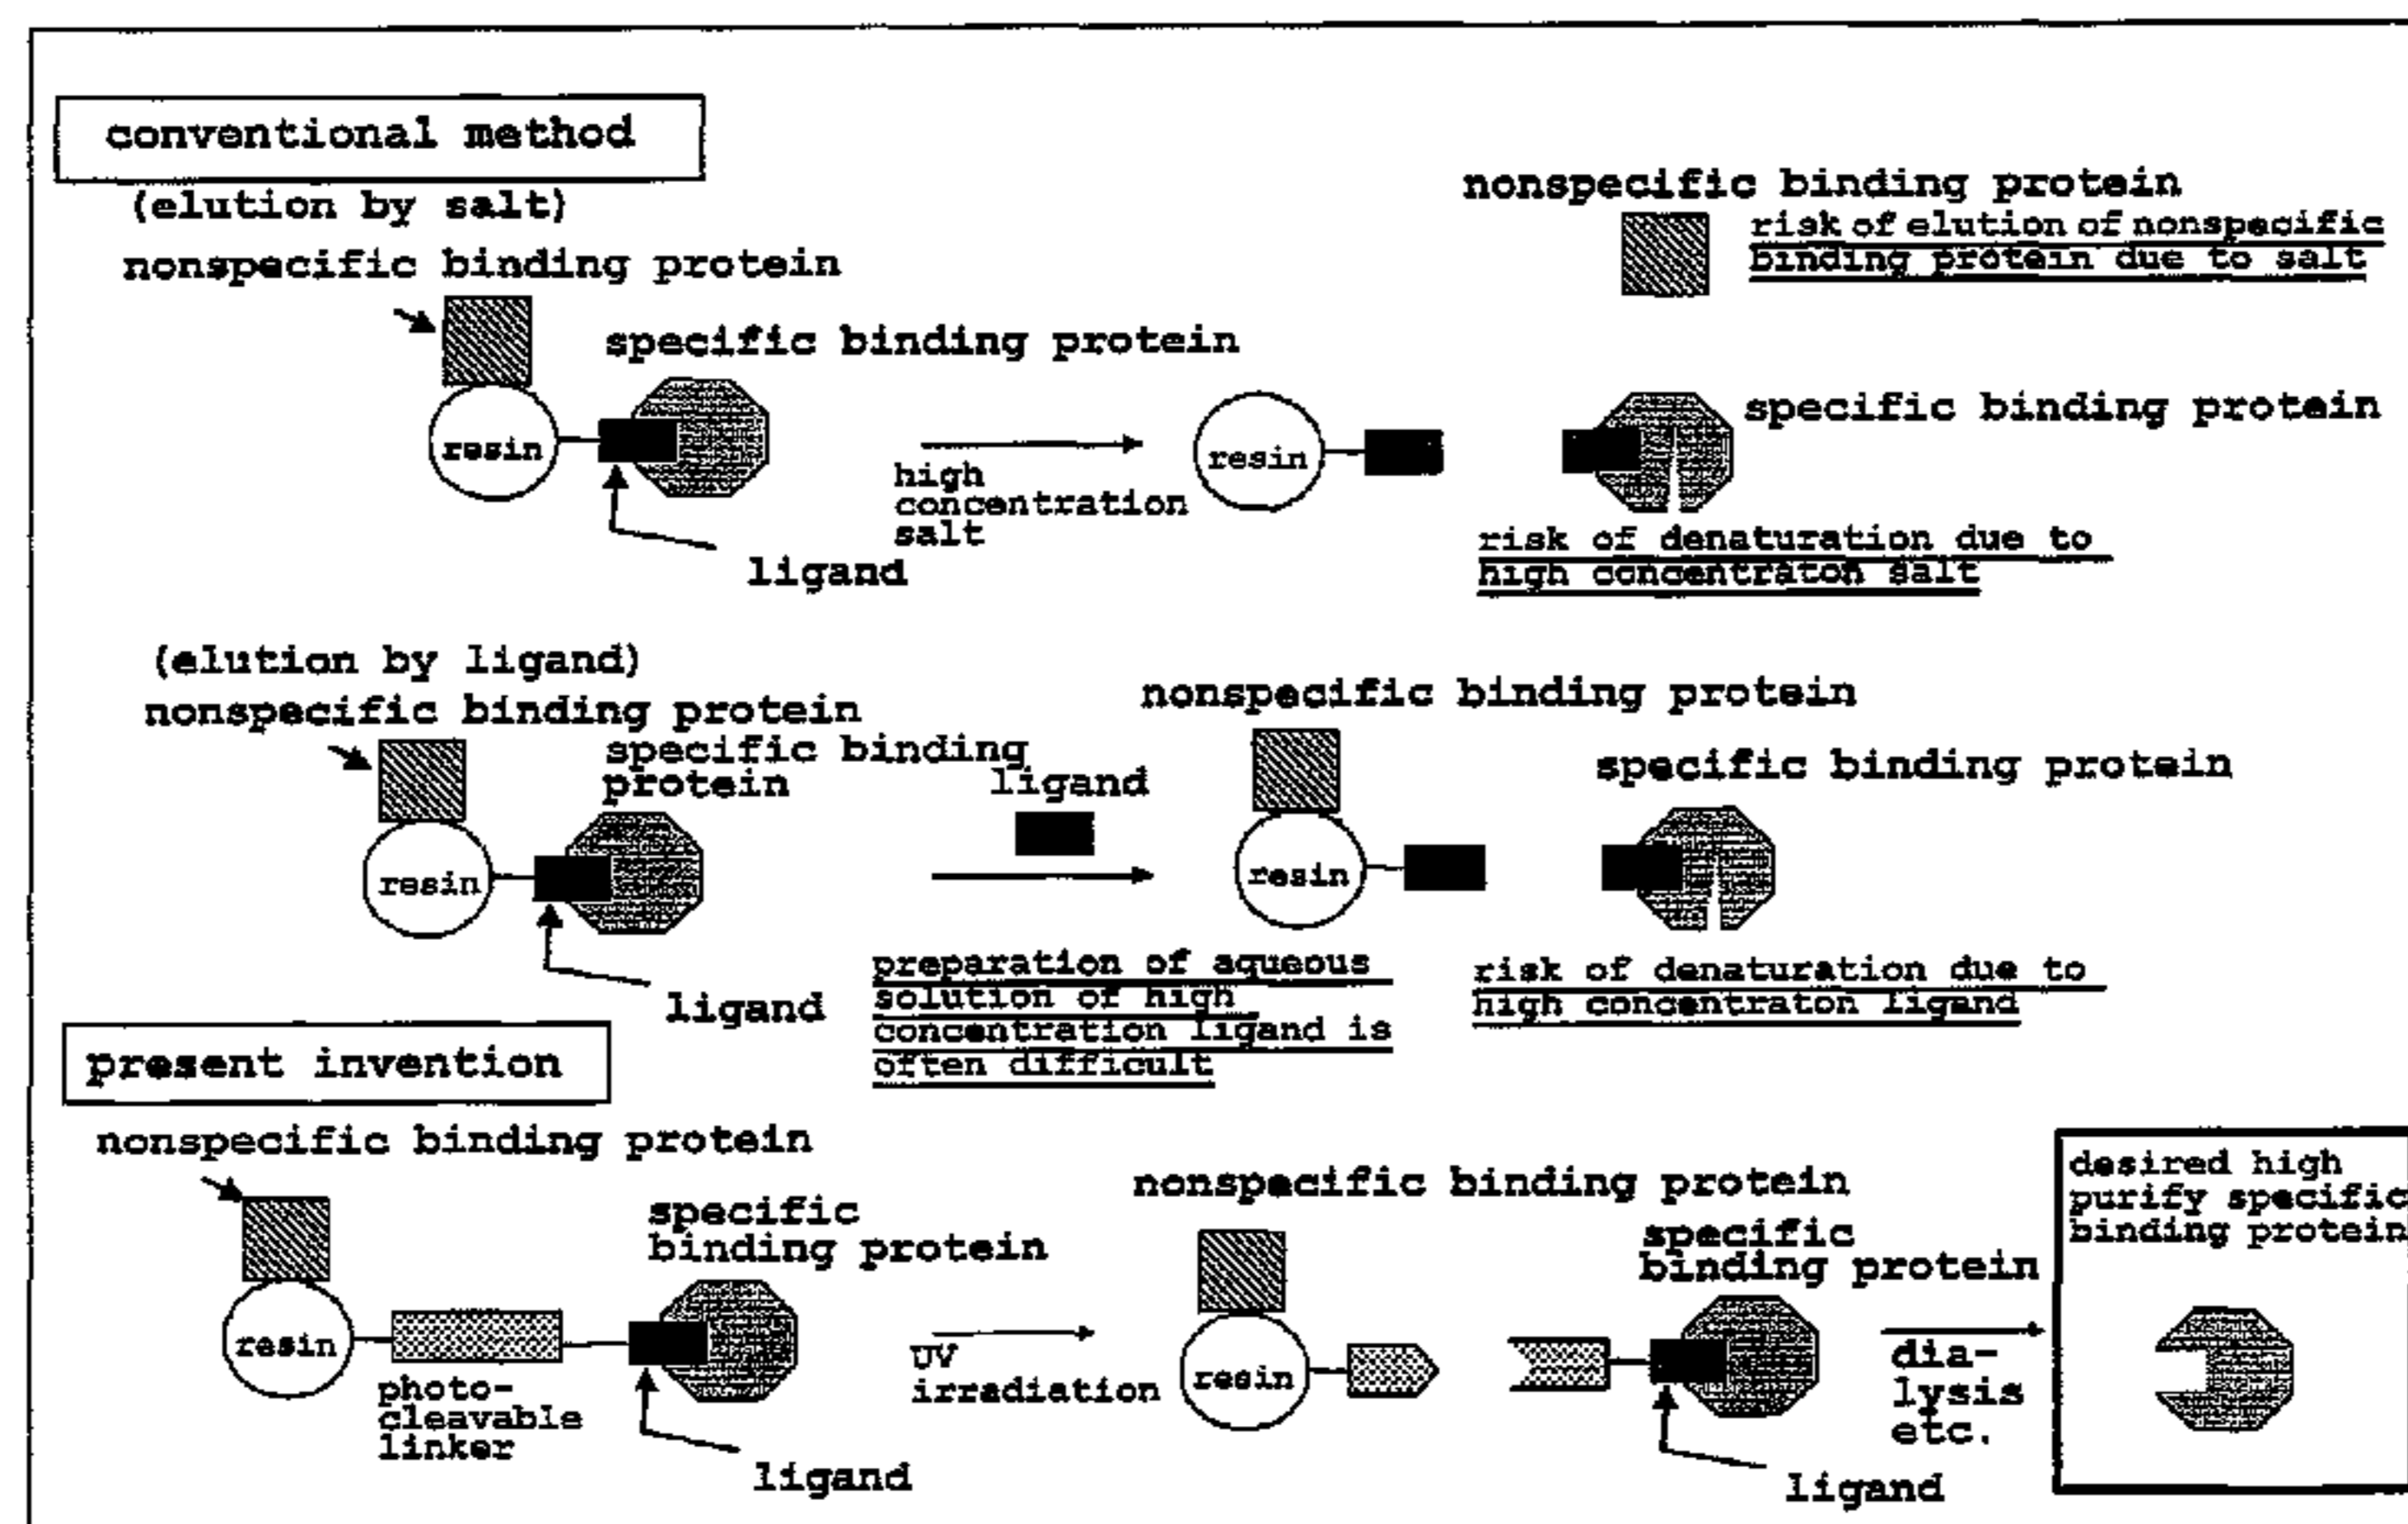 conventional method
(elution by salt)
nonspecific binding protein
specific binding protein
resin
ligand
high
concentration
salt
nonspecific binding protein
risk of elution of nonspecific
binding protein due to salt
resin
specific binding protein
risk of denaturation due to
high concentraton salt
(elution by ligand)
nonspecific binding protein
specific binding
protein
resin
ligand
ligand
preparation of aqueous
solution of high
concentration ligand is
often difficult
nonspecific binding protein
resin
specific binding protein
risk of denaturation due to
high concentraton ligand
present invention
nonspecific binding protein
resin
photo-
cleavable
linker
specific
binding protein
ligand
UV
irradiation
nonspecific binding protein
resin
specific
binding protein
ligand
dia-
lysis
etc.
desired high
purify specific
binding protein